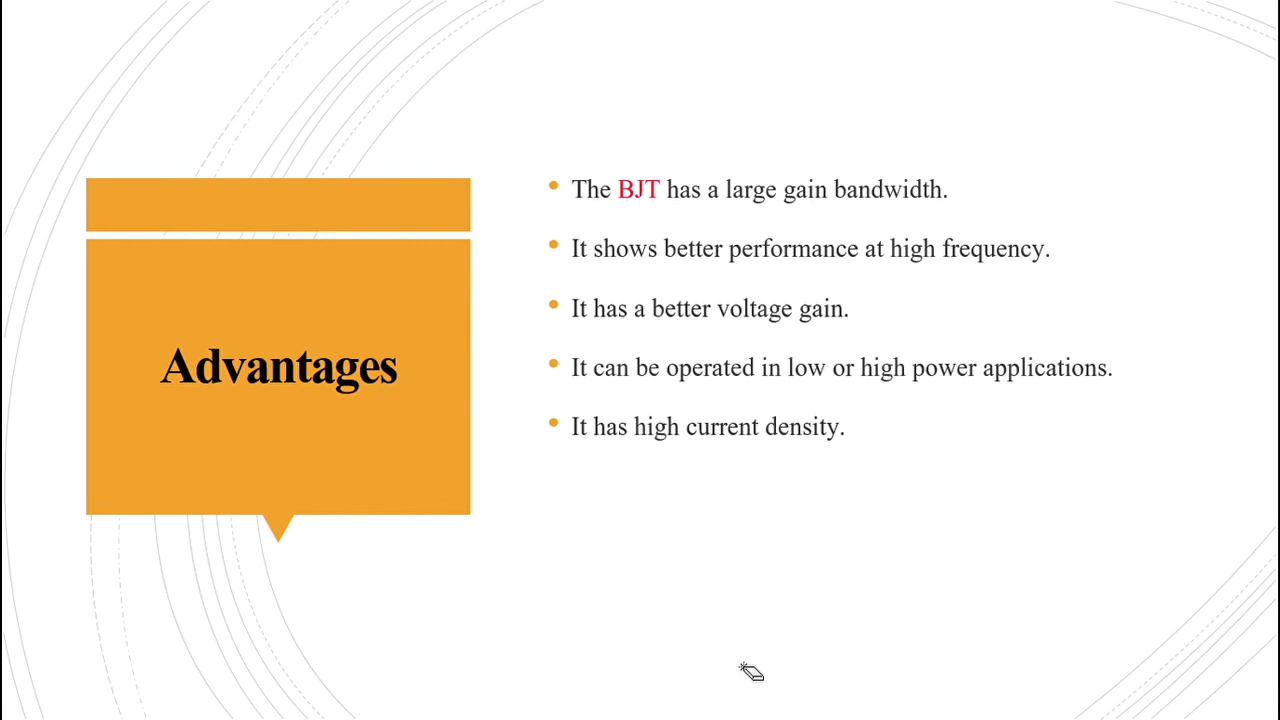 Advantages
The BJT has a large gain bandwidth.
It shows better performance at high frequency.
It has a better voltage gain.
It can be operated in low or high power applications.
It has high current density.